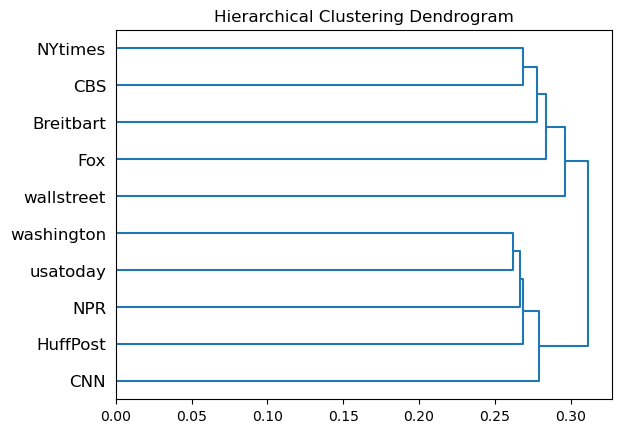 Hierarchical Clustering Dendrogram
NYtimes
CBS
Breitbart
Fox
wallstreet
washington
usatoday
NPR
HuffPost
CNN
0.00 0.05 0.10 0.15 0.20 0.25 0.30